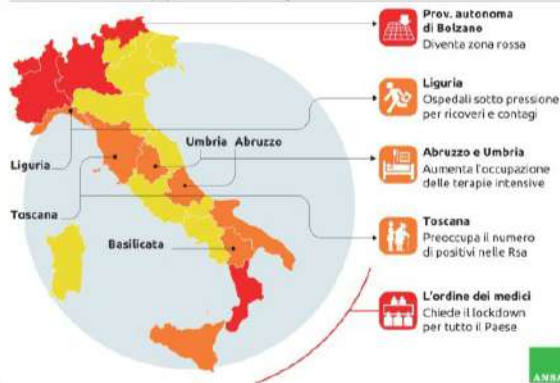 Prov. autonoma
di Bolzano
Diventa zona rossa
Liguria
Ospedali sotto pressione
per ricoveri e contagi
Umbria Abruzzo
Liguria
Abruzzo e Umbria
Aumenta l'occupazione
delle terapie intensive
Toscana
Basilicata
Toscana
Preoccupa il numero
di positivi nelle Rsa
L'ordine dei medici
Chiede il lockdown
per tutto il Paese
ANSA